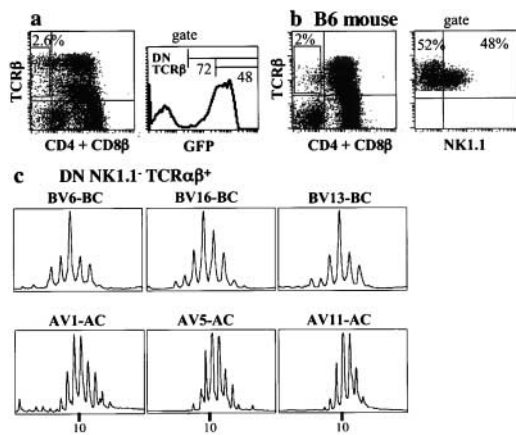 a
gate
2.6%
TCRβ
CD4 + CD8β
DN
TCRβ
72
48
GFP
b B6 mouse
gate
2%
TCRβ
CD4 + CD8β
52% 48%
NK1.1
c DN NK1.1⁻ TCRαβ⁺
BV6-BC BV16-BC BV13-BC
AV1-AC AV5-AC AV11-AC
10 10 10